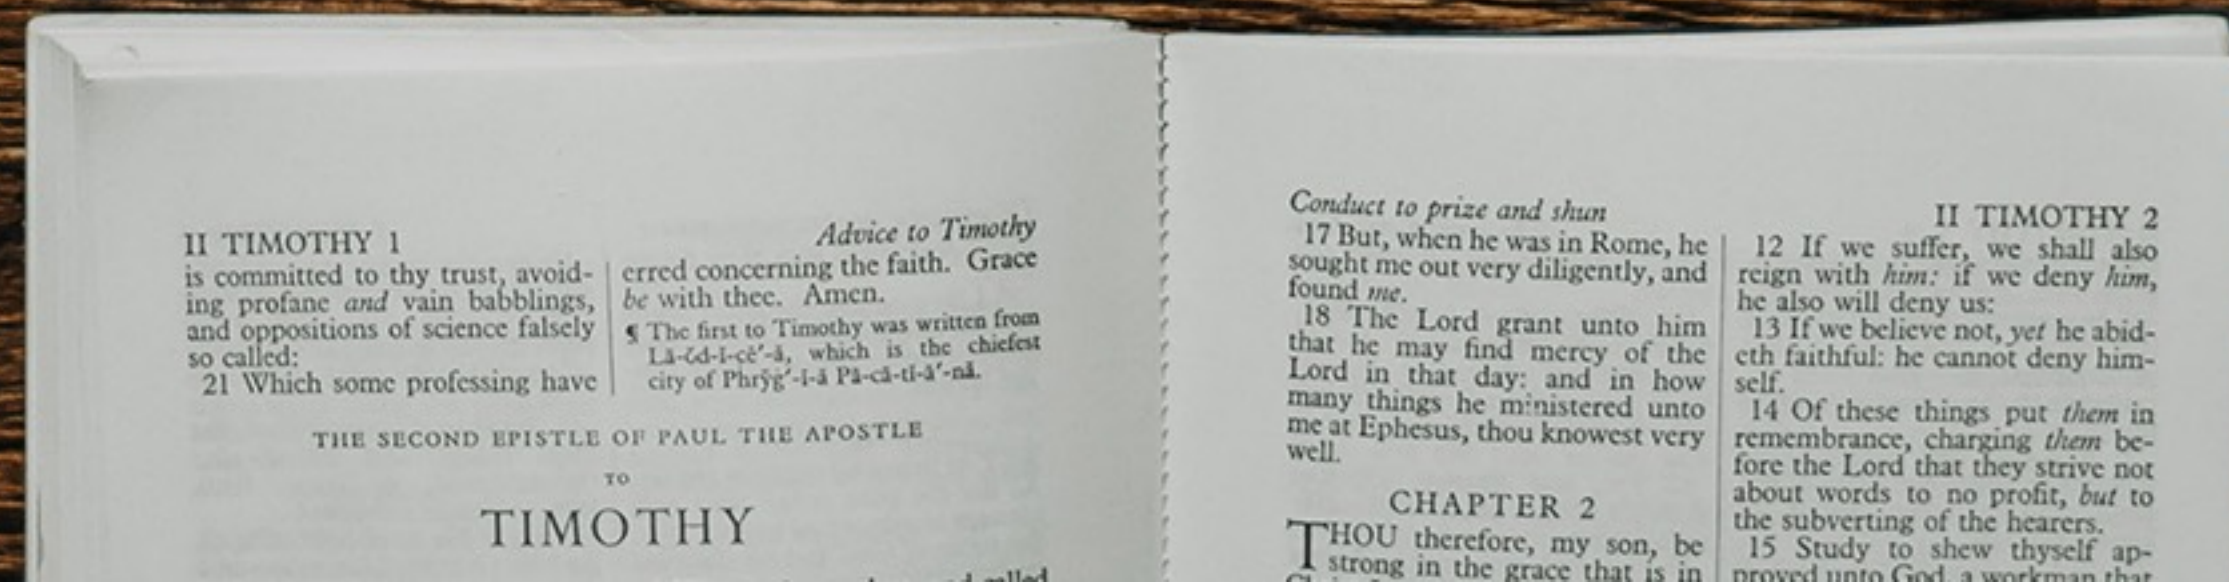 II TIMOTHY 1
Advice to Timothy
is committed to thy trust, avoid-
ing profane and vain babblings,
and oppositions of science falsely
so called:
21 Which some professing have
erred concerning the faith. Grace
be with thee. Amen.
¶ The first to Timothy was written from
Lā-ŏd-ĭ-cē′-ă, which is the chiefest
city of Phry̆g′-ĭ-ă Pā-cā-tĭ-ā′-nă.
THE SECOND EPISTLE OF PAUL THE APOSTLE
TO
TIMOTHY
called
Conduct to prize and shun
II TIMOTHY 2
17 But, when he was in Rome, he
sought me out very diligently, and
found me.
18 The Lord grant unto him
that he may find mercy of the
Lord in that day: and in how
many things he ministered unto
me at Ephesus, thou knowest very
well.
CHAPTER 2
THOU therefore, my son, be
strong in the grace that is in
12 If we suffer, we shall also
reign with him: if we deny him,
he also will deny us:
13 If we believe not, yet he abid-
eth faithful: he cannot deny him-
self.
14 Of these things put them in
remembrance, charging them be-
fore the Lord that they strive not
about words to no profit, but to
the subverting of the hearers.
15 Study to shew thyself ap-
proved unto God, a workman that